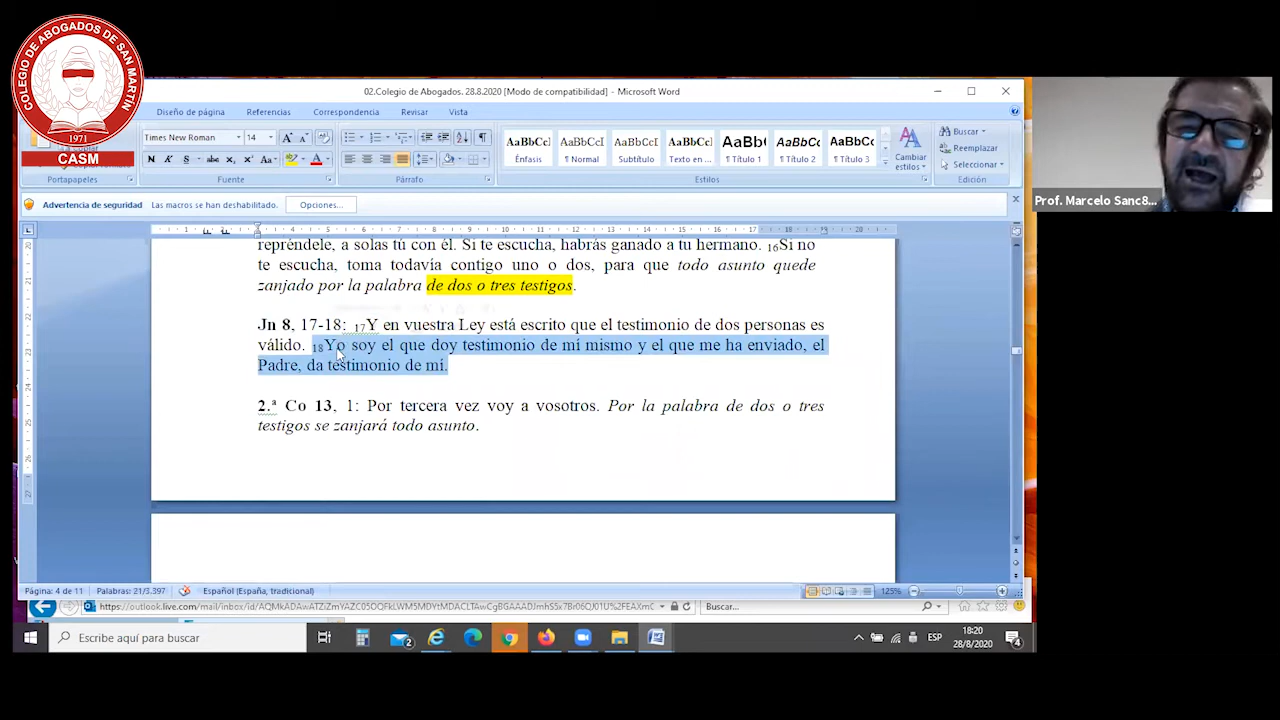 COLEGIO DE ABOGADOS DE SAN MARTÍN
1971
CASM
02.Colegio de Abogados. 28.8.2020 [Modo de compatibilidad] - Microsoft Word
Diseño de página Referencias Correspondencia Revisar Vista
Times New Roman 14
AaBbCcI AaBbCcI AaBbCcI AaBbCcI AaBb( AaBbCc AaBbC(
Énfasis ¶ Normal Subtítulo Texto en ... ¶ Título 1 ¶ Título 2 ¶ Título 3
Cambiar estilos
Buscar
Reemplazar
Seleccionar
Portapapeles Fuente Párrafo Estilos Edición
Advertencia de seguridad Las macros se han deshabilitado. Opciones...
repréndele, a solas tú con él. Si te escucha, habrás ganado a tu hermano. 16Si no
te escucha, toma todavía contigo uno o dos, para que todo asunto quede
zanjado por la palabra de dos o tres testigos.
Jn 8, 17-18: 17Y en vuestra Ley está escrito que el testimonio de dos personas es
válido. 18Yo soy el que doy testimonio de mí mismo y el que me ha enviado, el
Padre, da testimonio de mí.
2.ª Co 13, 1: Por tercera vez voy a vosotros. Por la palabra de dos o tres
testigos se zanjará todo asunto.
Página: 4 de 11 Palabras: 21/3.397 Español (España, tradicional) 125%
Buscar...
Escribe aquí para buscar
ESP
18:20
28/8/2020
Prof. Marcelo Sanc8...